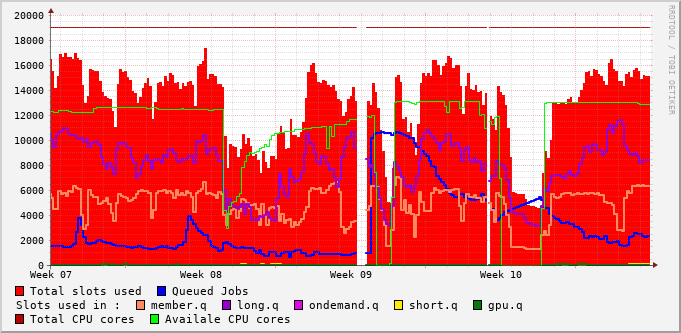 20000
18000
16000
14000
12000
10000
8000
6000
4000
2000
0
Week 07 Week 08 Week 09 Week 10
RRDTOOL / TOBI OETIKER
Total slots used Queued Jobs
Slots used in : member.q long.q ondemand.q short.q gpu.q
Total CPU cores Availale CPU cores